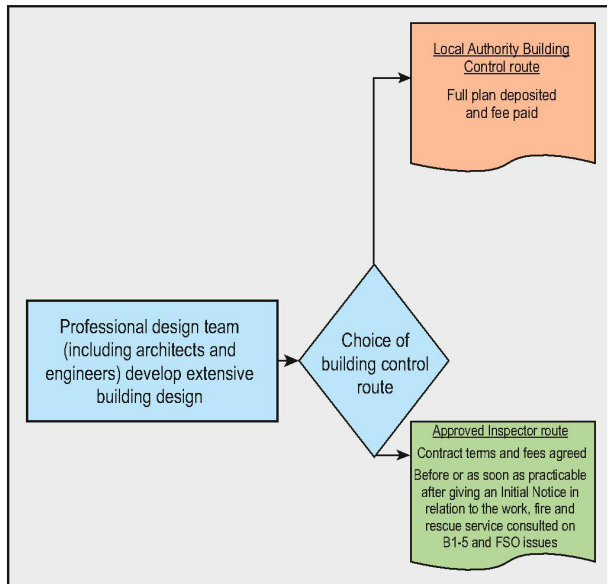 Local Authority Building
Control route
Full plan deposited
and fee paid
Professional design team
(including architects and
engineers) develop extensive
building design
Choice of
building control
route
Approved Inspector route
Contract terms and fees agreed
Before or as soon as practicable
after giving an Initial Notice in
relation to the work, fire and
rescue service consulted on
B1-5 and FSO issues